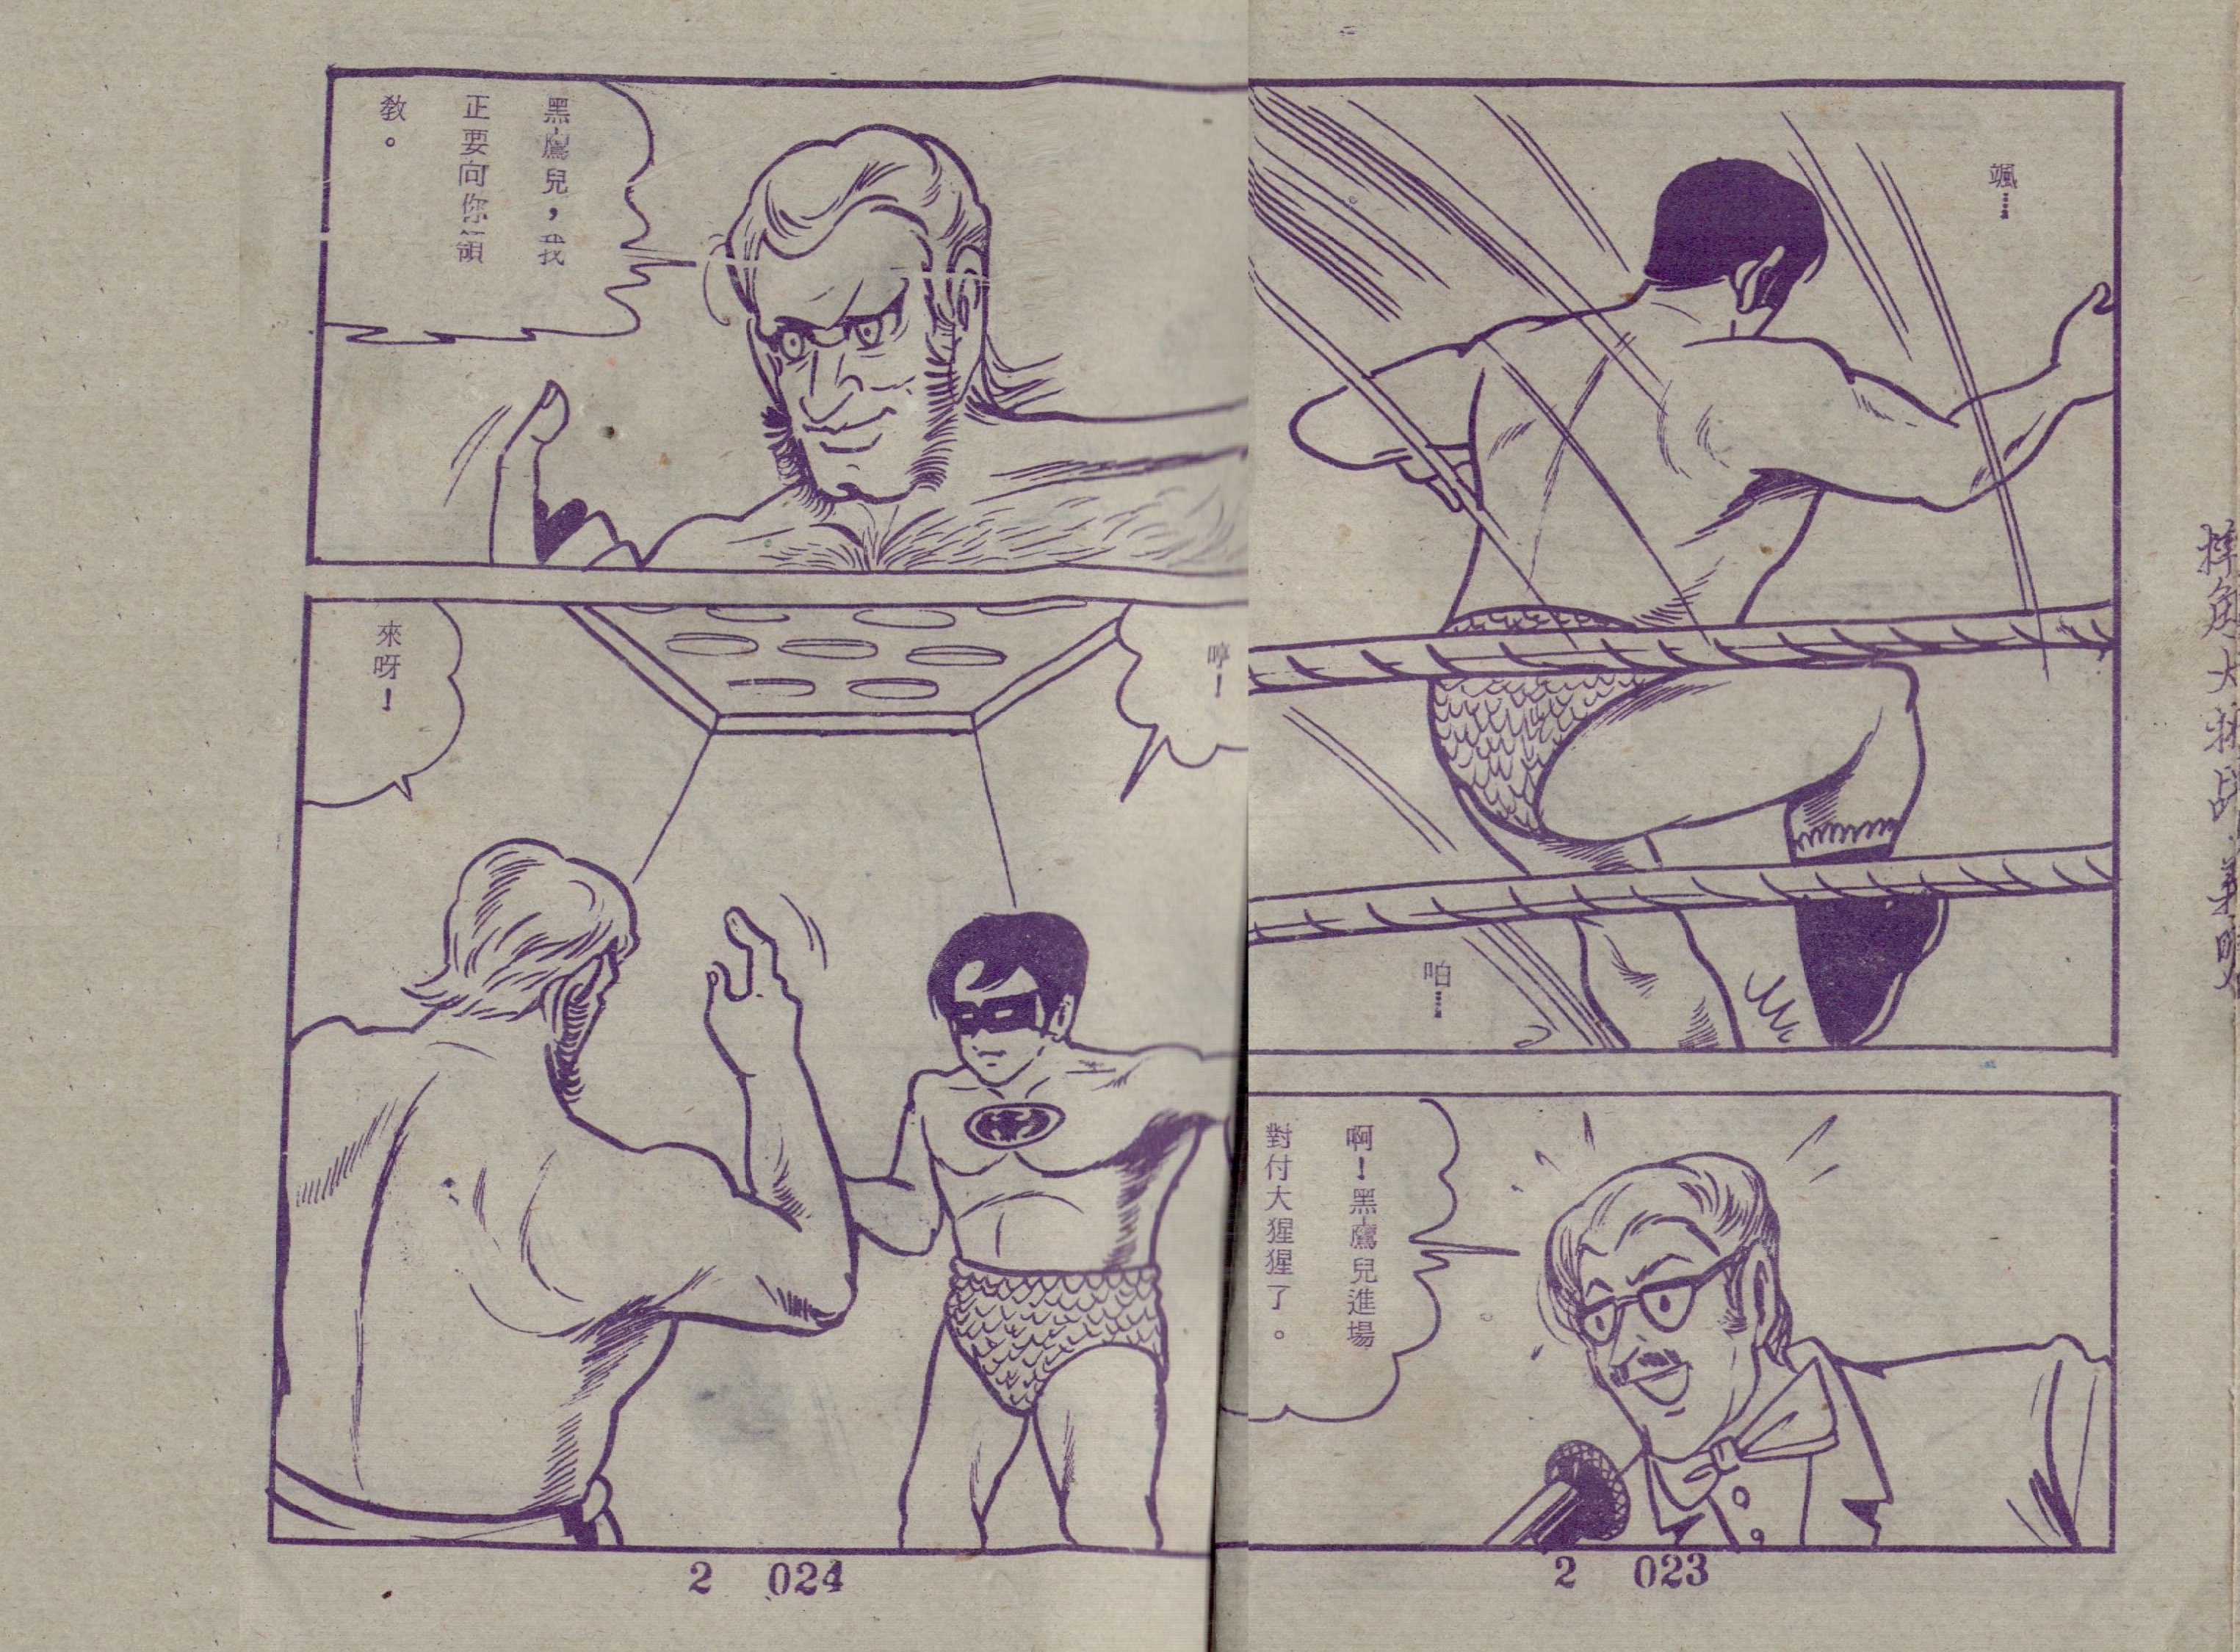 颯┅
咱┅
啊！黑鷹兒進場
對付大猩猩了。
2 023
黑鷹兒，我
正要向你領
教。
哼！
來呀！
2 024